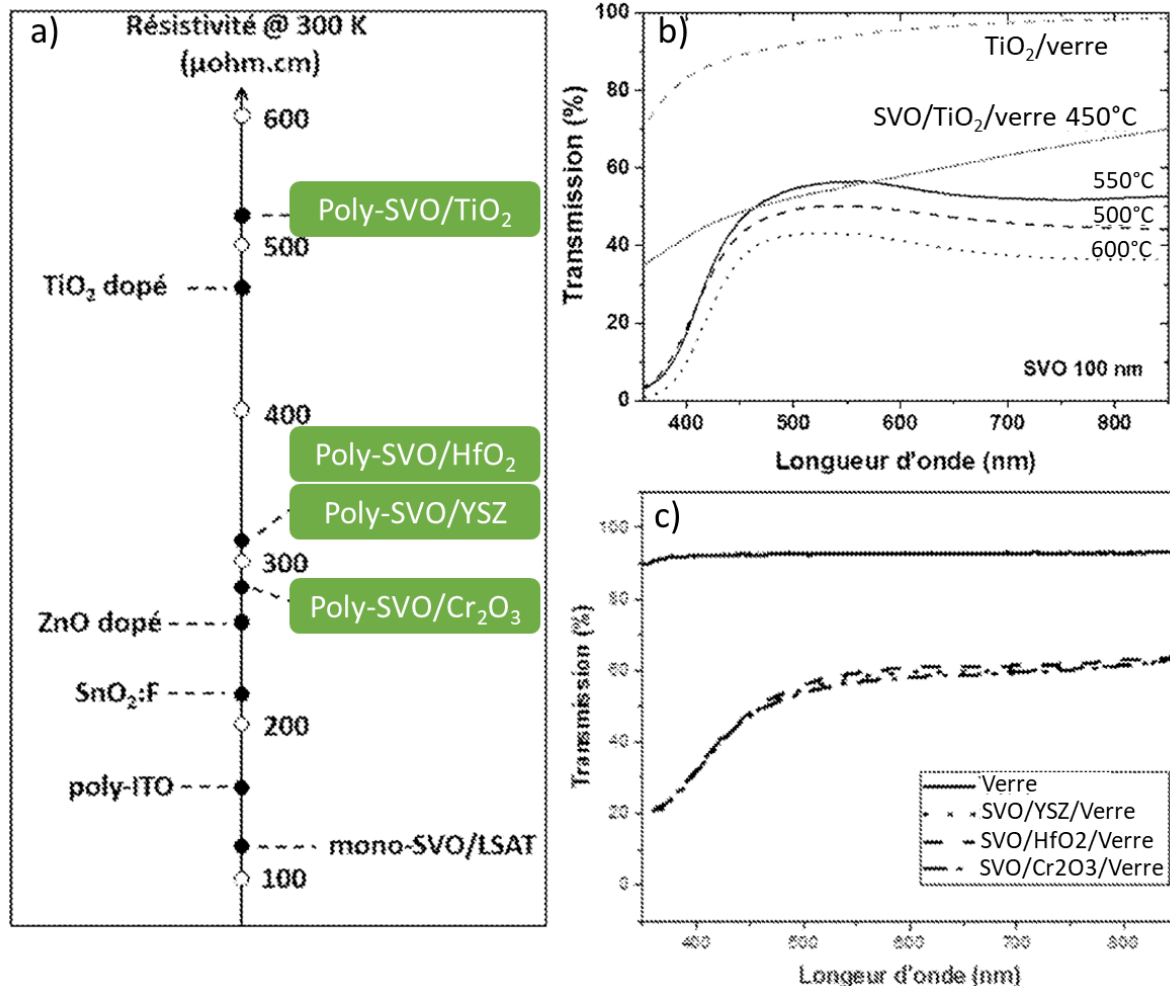 a)
Résistivité @ 300 K
(µohm.cm)
600
Poly-SVO/TiO₂
500
TiO₂ dopé
400
Poly-SVO/HfO₂
Poly-SVO/YSZ
300
Poly-SVO/Cr₂O₃
ZnO dopé
SnO₂:F
200
poly-ITO
mono-SVO/LSAT
100
b)
Transmission (%)
100
80
60
40
20
0
TiO₂/verre
SVO/TiO₂/verre 450°C
550°C
500°C
600°C
SVO 100 nm
400 500 600 700 800
Longueur d'onde (nm)
c)
Transmission (%)
100
80
60
40
20
0
Verre
SVO/YSZ/Verre
SVO/HfO2/Verre
SVO/Cr2O3/Verre
400 500 600 700 800
Longeur d'onde (nm)